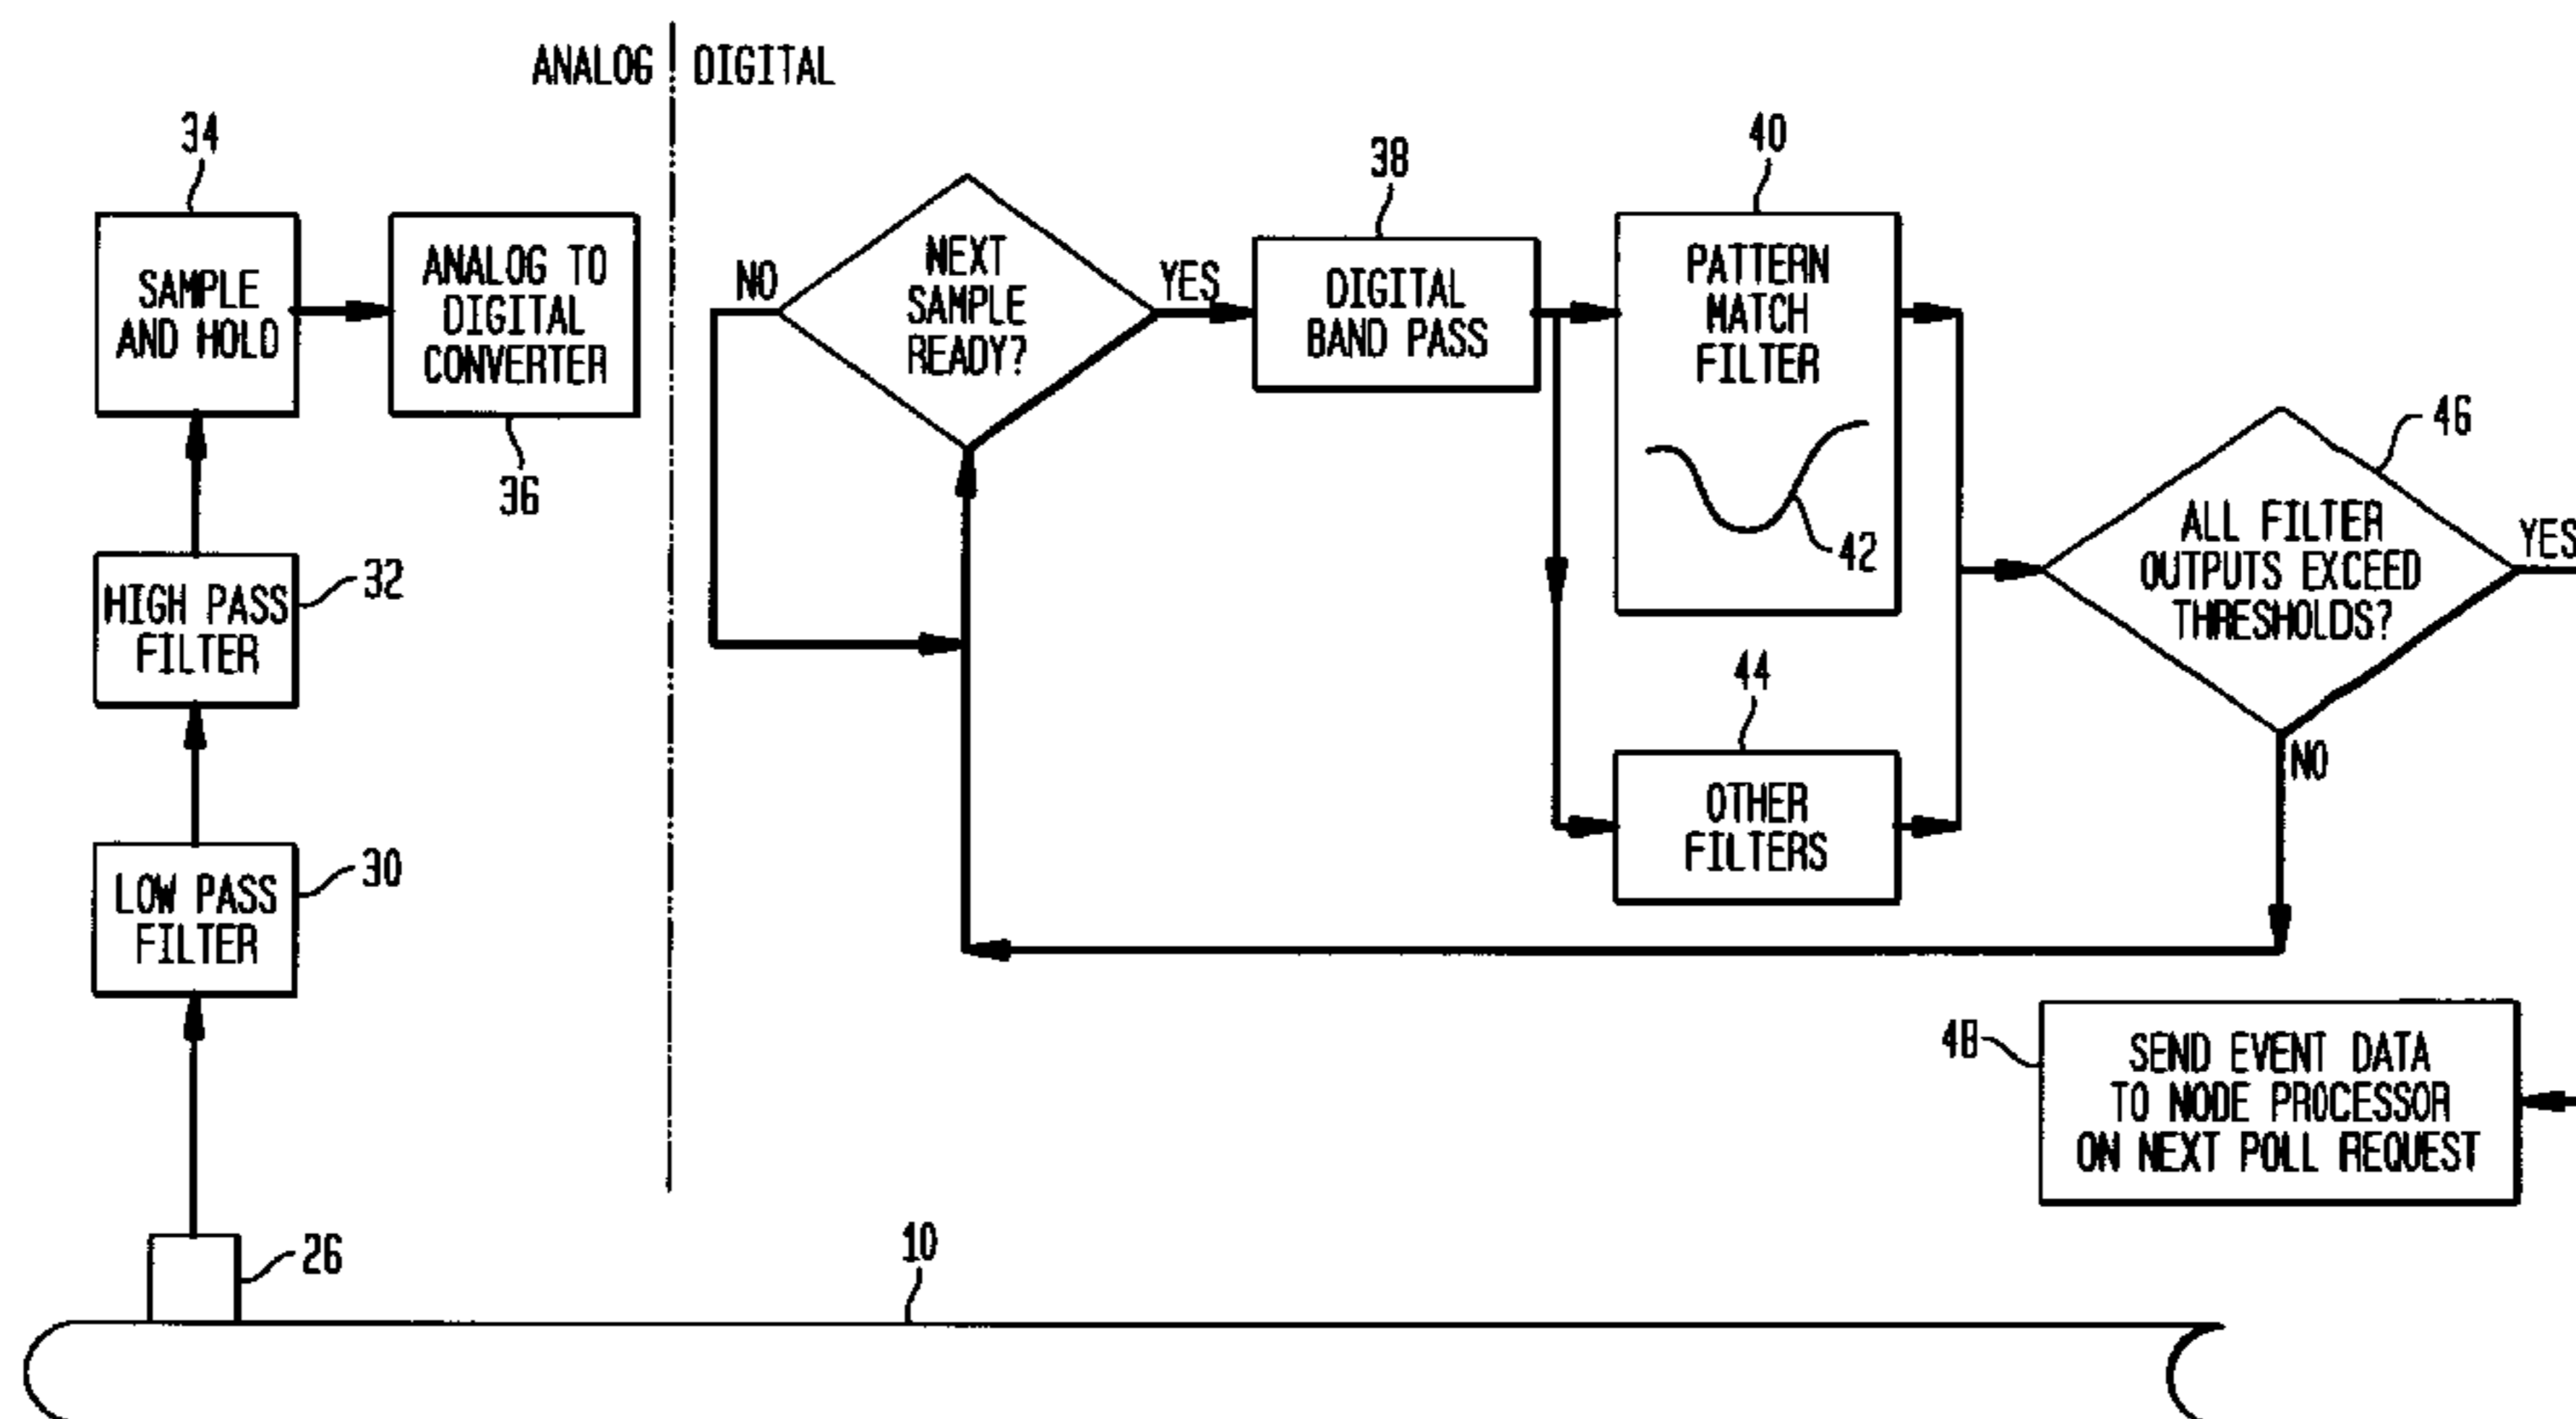 ANALOG DIGITAL
34
SAMPLE
AND HOLD
ANALOG TO
DIGITAL
CONVERTER
36
HIGH PASS
FILTER
32
LOW PASS
FILTER
30
26
10
NO
NEXT
SAMPLE
READY?
YES
38
DIGITAL
BAND PASS
40
PATTERN
MATCH
FILTER
42
44
OTHER
FILTERS
46
ALL FILTER
OUTPUTS EXCEED
THRESHOLDS?
YES
NO
48
SEND EVENT DATA
TO NODE PROCESSOR
ON NEXT POLL REQUEST